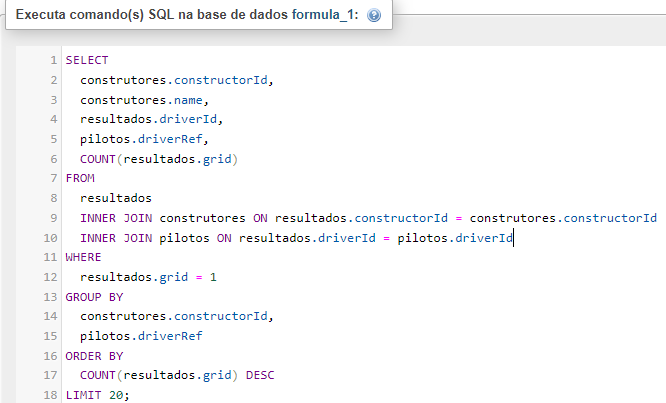 Executa comando(s) SQL na base de dados formula_1:
1 SELECT
2 construtores.constructorId,
3 construtores.name,
4 resultados.driverId,
5 pilotos.driverRef,
6 COUNT(resultados.grid)
7 FROM
8 resultados
9 INNER JOIN construtores ON resultados.constructorId = construtores.constructorId
10 INNER JOIN pilotos ON resultados.driverId = pilotos.driverId
11 WHERE
12 resultados.grid = 1
13 GROUP BY
14 construtores.constructorId,
15 pilotos.driverRef
16 ORDER BY
17 COUNT(resultados.grid) DESC
18 LIMIT 20;